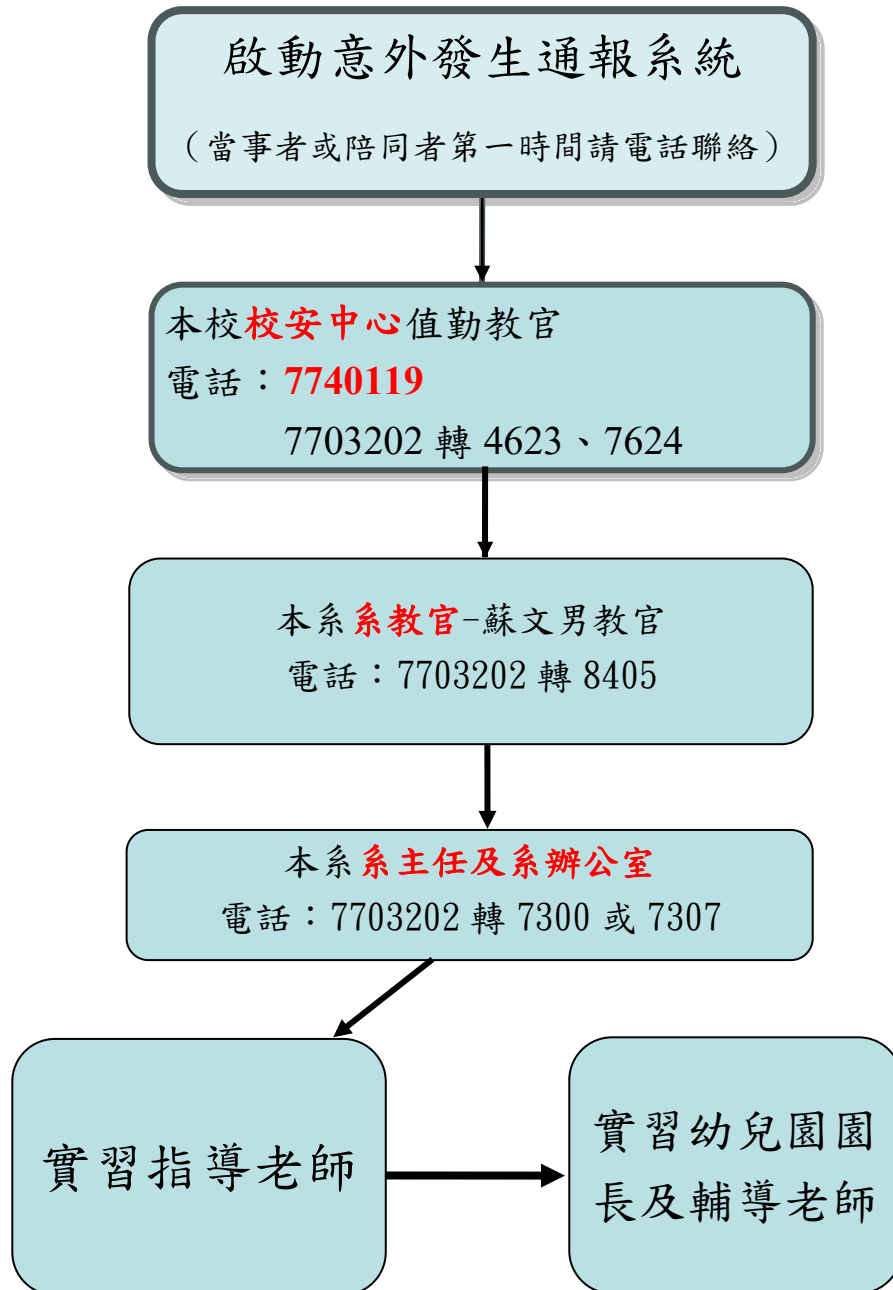 啟動意外發生通報系統
（當事者或陪同者第一時間請電話聯絡）
本校校安中心值勤教官
電話：7740119
7703202 轉 4623、7624
本系系教官-蘇文男教官
電話：7703202 轉 8405
本系系主任及系辦公室
電話：7703202 轉 7300 或 7307
實習指導老師
實習幼兒園園
長及輔導老師